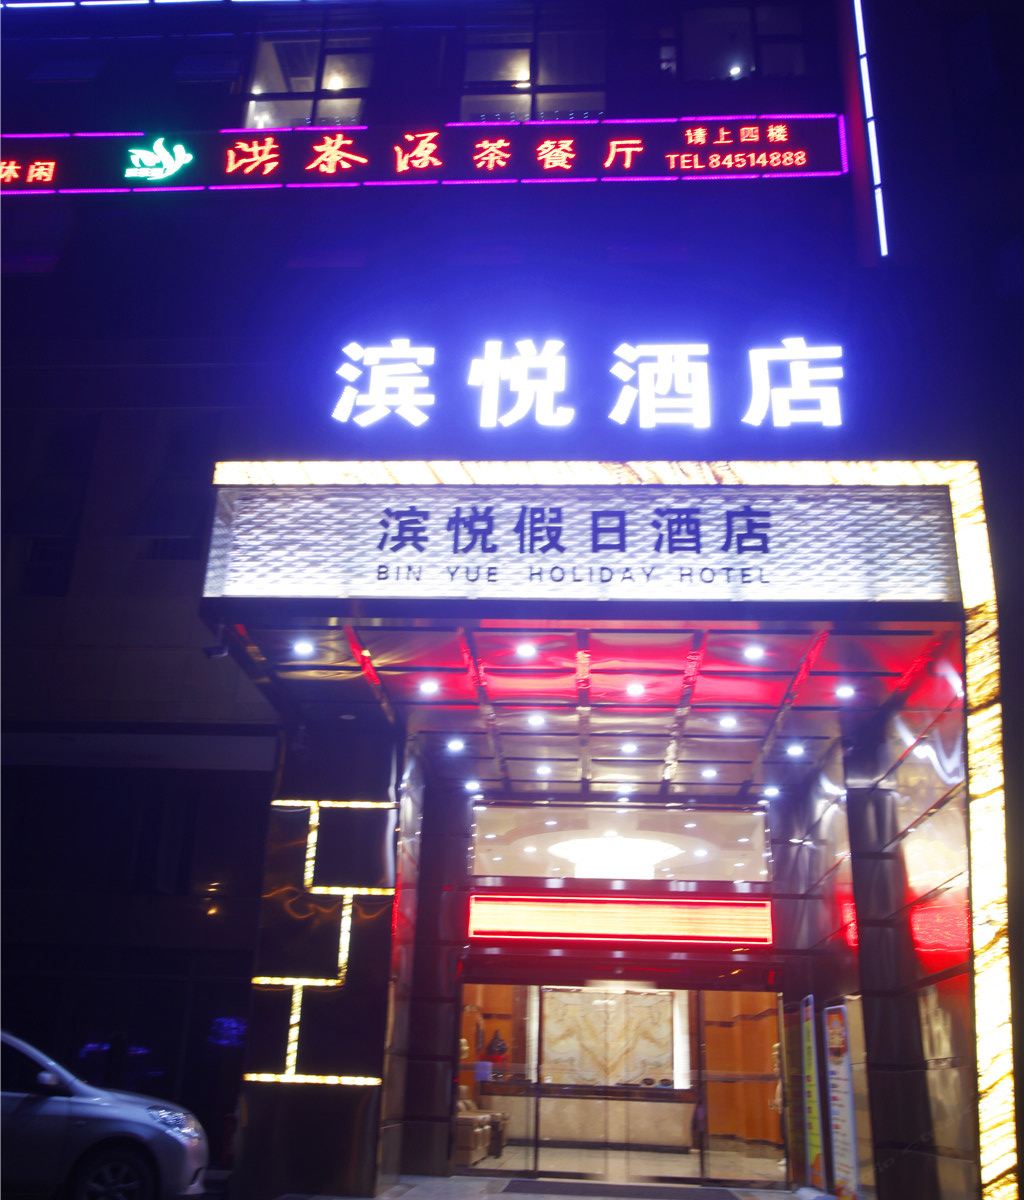 休闲 洪茶源茶餐厅 请上四楼
TEL84514888
滨悦酒店
滨悦假日酒店
BIN YUE HOLIDAY HOTEL